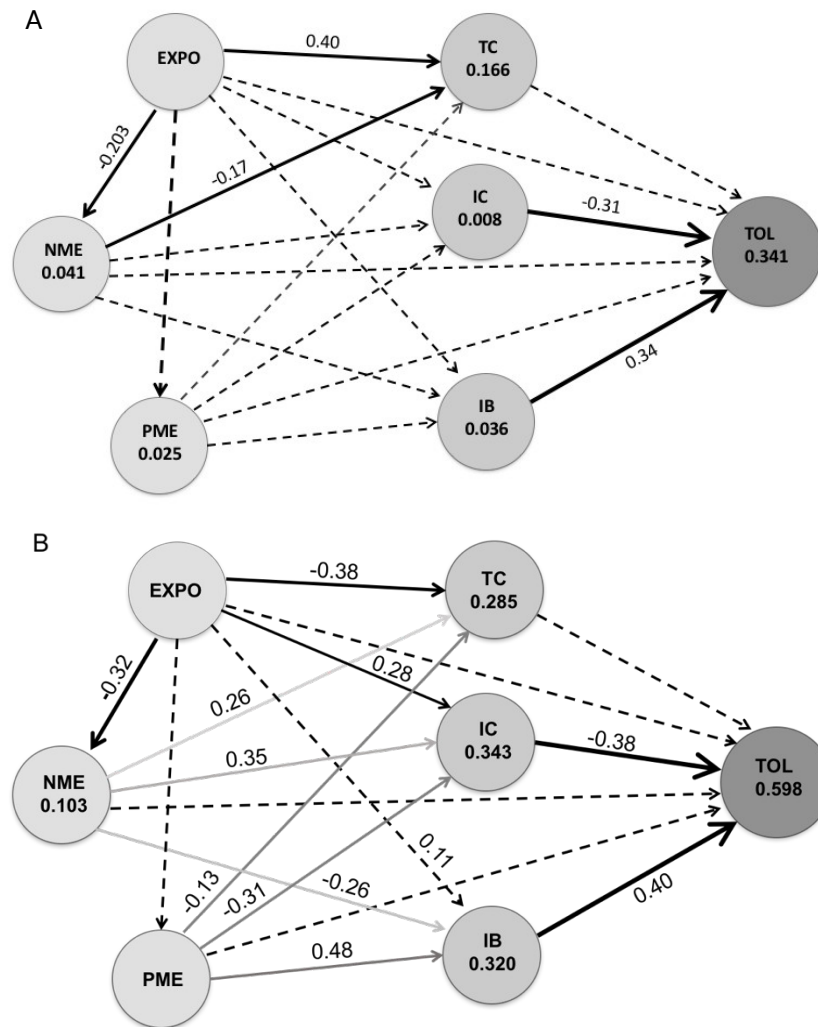 A
EXPO
0.40
TC
0.166
-0.203
-0.17
IC
0.008
-0.31
NME
0.041
TOL
0.341
PME
0.025
IB
0.036
0.34
B
EXPO
-0.38
TC
0.285
-0.32
0.26
0.28
IC
0.343
-0.38
NME
0.103
0.35
TOL
0.598
-0.13
-0.31
0.11
-0.26
PME
0.48
IB
0.320
0.40